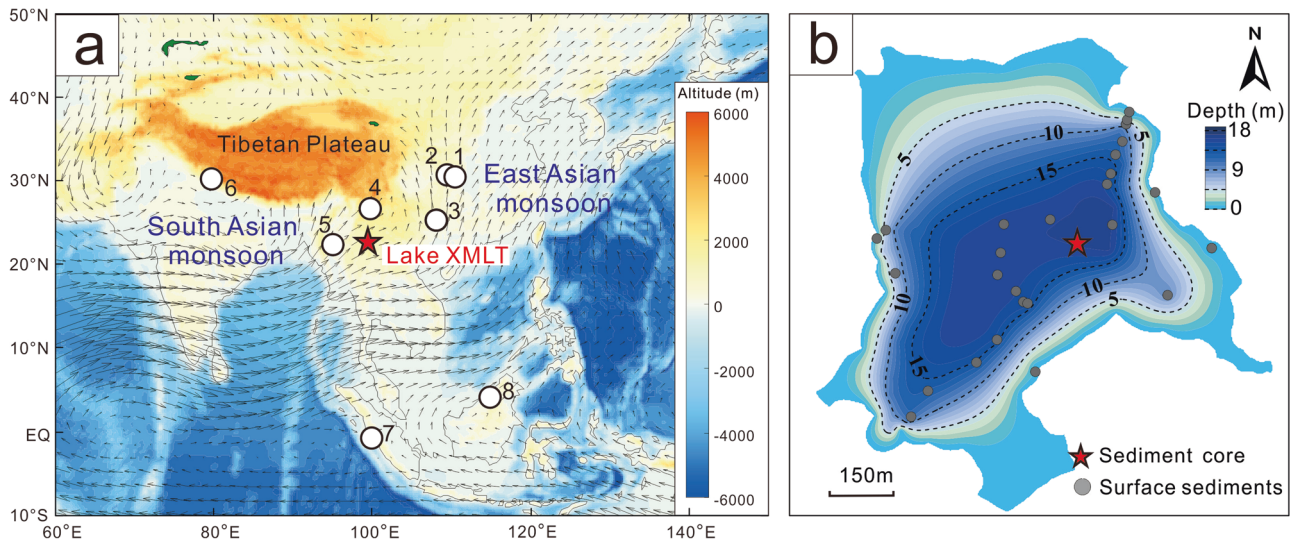 a
50°N
40°N
30°N
20°N
10°N
EQ
10°S
60°E
80°E
100°E
120°E
140°E
Altitude (m)
6000
4000
2000
0
-2000
-4000
-6000
Tibetan Plateau
East Asian
monsoon
South Asian
monsoon
Lake XMLT
1
2
3
4
5
6
7
8
b
N
Depth (m)
18
9
0
5
10
5
15
10
10
5
15
150m
Sediment core
Surface sediments